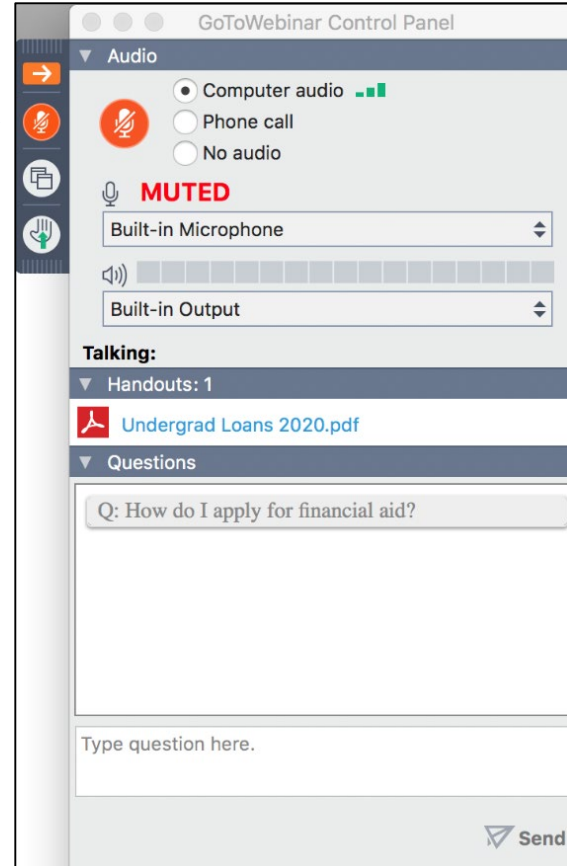 GoToWebinar Control Panel
Audio
Computer audio
Phone call
No audio
MUTED
Built-in Microphone
Built-in Output
Talking:
Handouts: 1
Undergrad Loans 2020.pdf
Questions
Q: How do I apply for financial aid?
Type question here.
Send